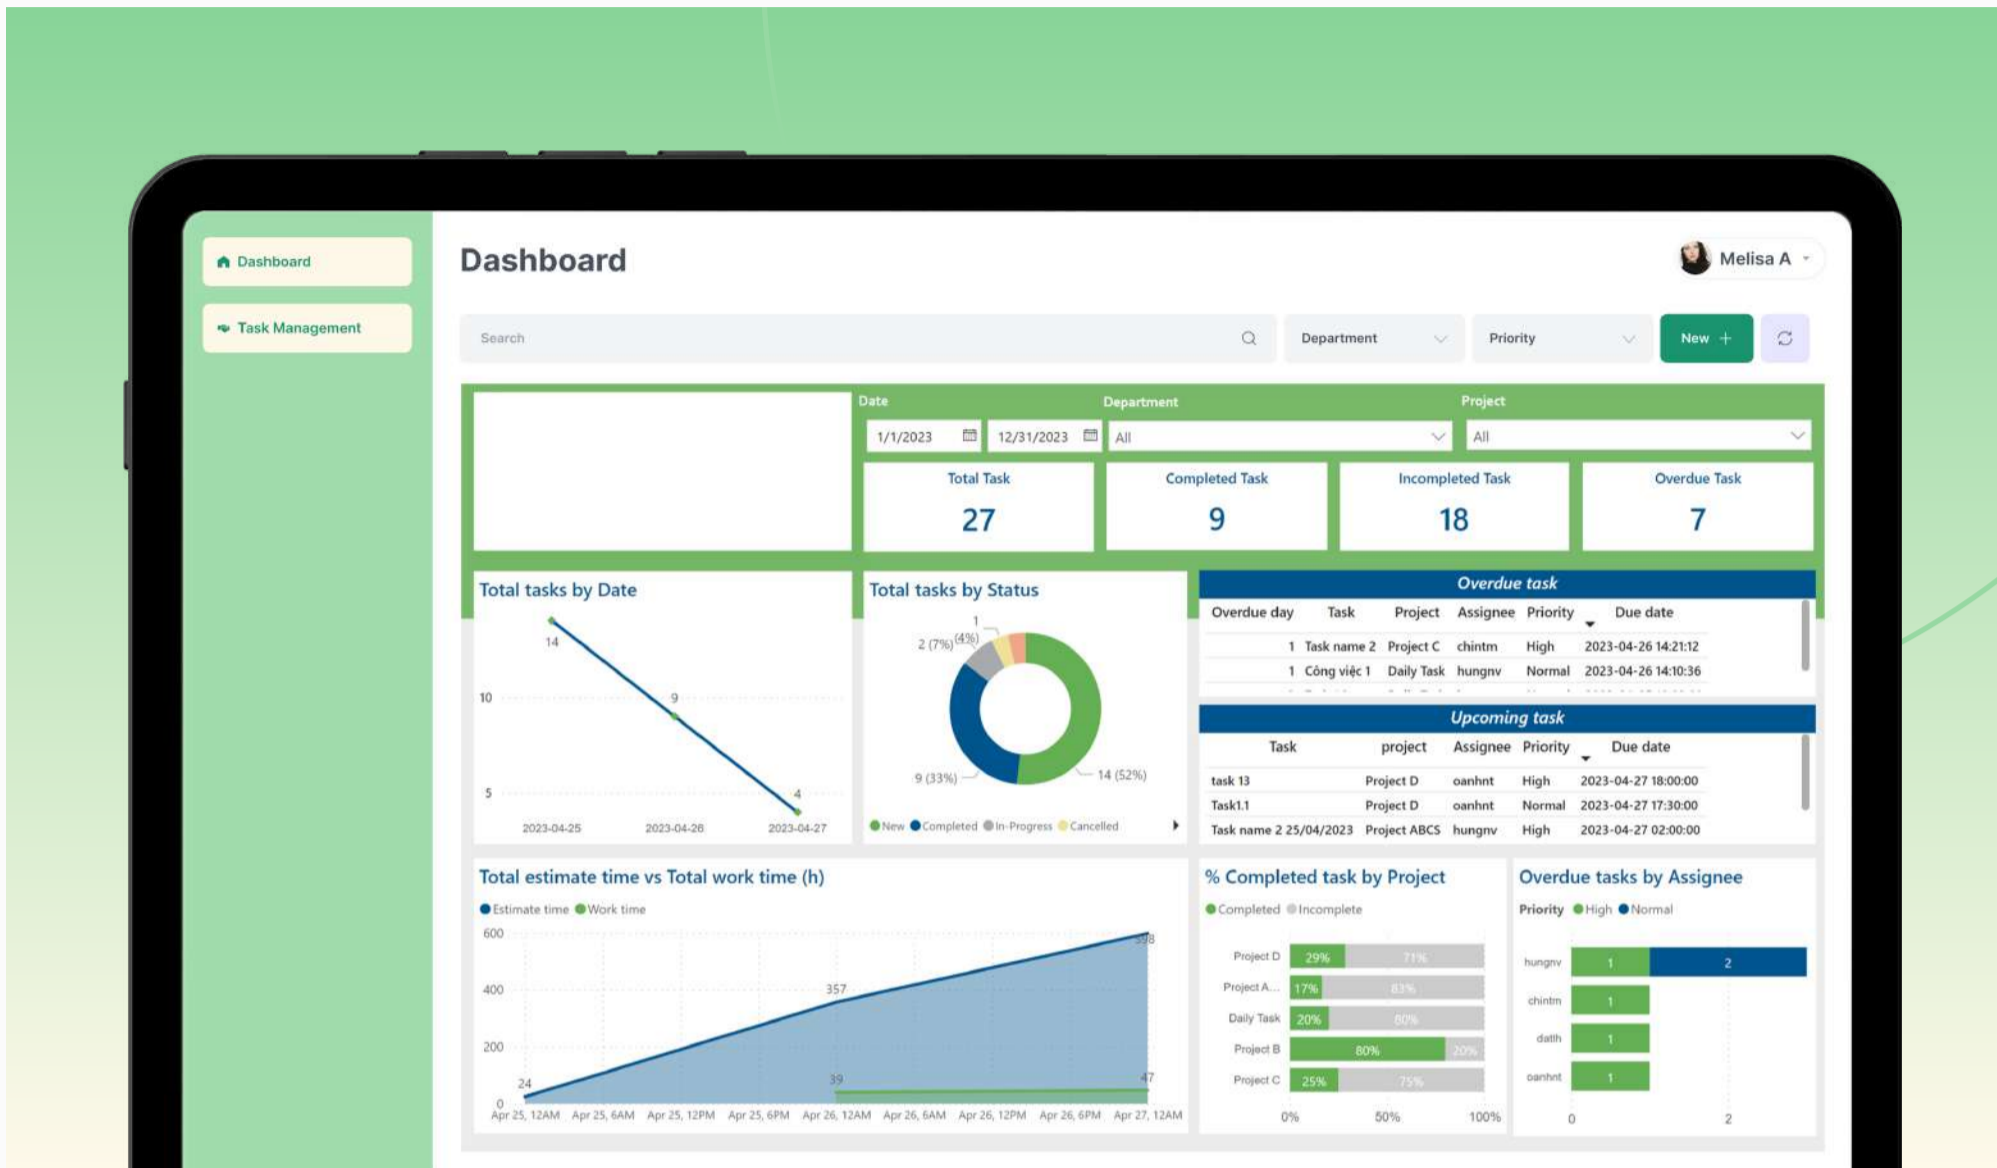 Dashboard
Task Management
Dashboard
Melisa A
Search
Department
Priority
New +
Date
Department
Project
1/1/2023
12/31/2023
All
All
Total Task
27
Completed Task
9
Incompleted Task
18
Overdue Task
7
Total tasks by Date
14
10
9
5
4
2023-04-25 2023-04-26 2023-04-27
Total tasks by Status
1
(4%)
2 (7%)
9 (33%)
14 (52%)
New Completed In-Progress Cancelled
Overdue task
Overdue day Task Project Assignee Priority Due date
1 Task name 2 Project C chintm High 2023-04-26 14:21:12
1 Công việc 1 Daily Task hungnv Normal 2023-04-26 14:10:36
Upcoming task
Task project Assignee Priority Due date
task 13 Project D oanhnt High 2023-04-27 18:00:00
Task1.1 Project D oanhnt Normal 2023-04-27 17:30:00
Task name 2 25/04/2023 Project ABCS hungnv High 2023-04-27 02:00:00
Total estimate time vs Total work time (h)
Estimate time Work time
600
598
400
357
200
24
39
47
0
Apr 25, 12AM Apr 25, 6AM Apr 25, 12PM Apr 25, 6PM Apr 26, 12AM Apr 26, 6AM Apr 26, 12PM Apr 26, 6PM Apr 27, 12AM
% Completed task by Project
Completed Incomplete
Project D 29% 71%
Project A... 17% 83%
Daily Task 20% 80%
Project B 80% 20%
Project C 25% 75%
0% 50% 100%
Overdue tasks by Assignee
Priority High Normal
hungnv 1 2
chintm 1
datlh 1
oanhnt 1
0 2